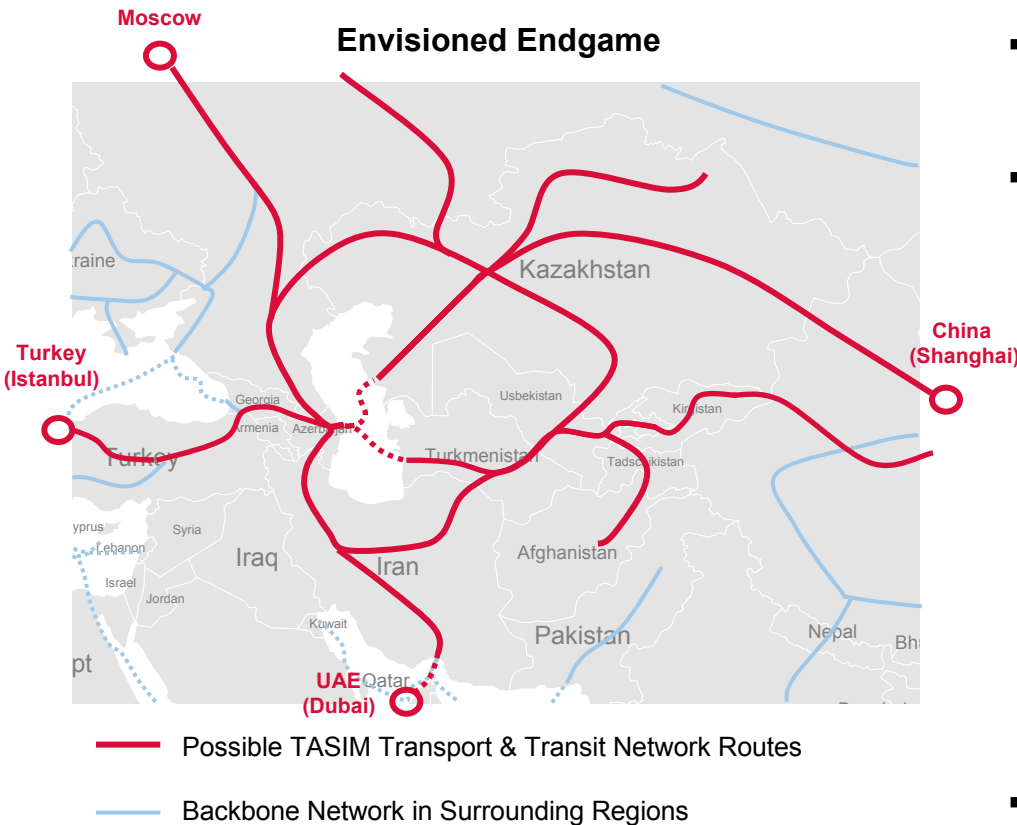 Moscow
Envisioned Endgame
raine
Kazakhstan
China
(Shanghai)
Turkey
(Istanbul)
Georgia
Usbekistan
Kirgistan
Armenia
Azerbaijan
Turkey
Turkmenistan
Tadschikistan
yprus
Syria
Lebanon
Iraq
Iran
Afghanistan
Israel
Jordan
Kuwait
Pakistan
Nepal
Bh
pt
UAE
Qatar
(Dubai)
Possible TASIM Transport & Transit Network Routes
Backbone Network in Surrounding Regions